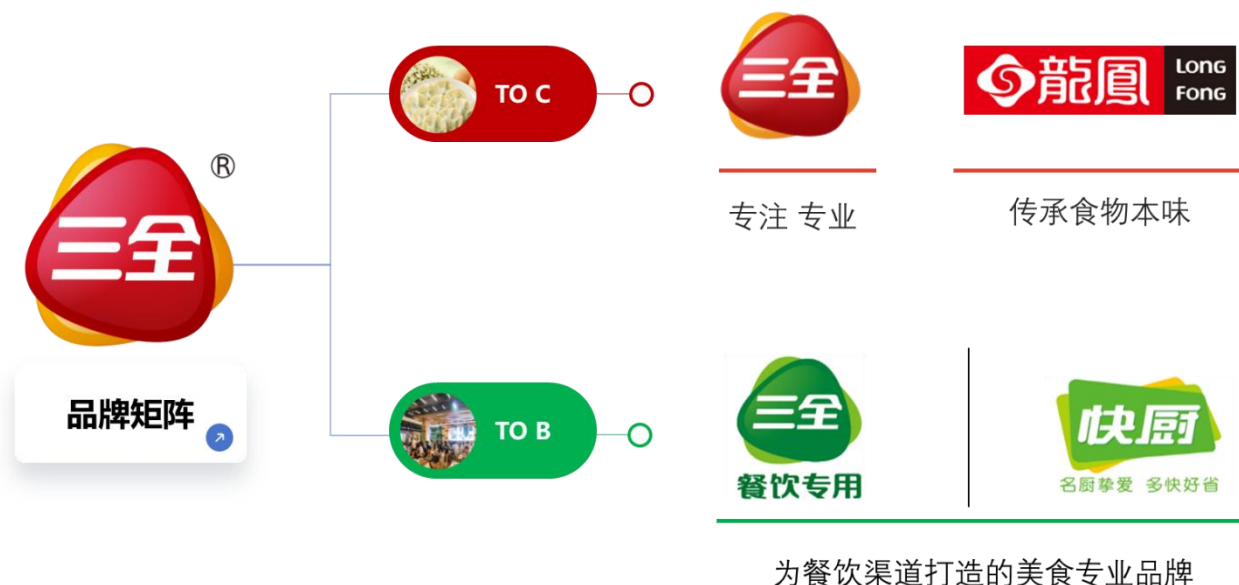 三全
®
品牌矩阵
TO C
三全
龍鳳
LONG
FONG
专注 专业
传承食物本味
TO B
三全
餐饮专用
快厨
名厨挚爱 多快好省
为餐饮渠道打造的美食专业品牌